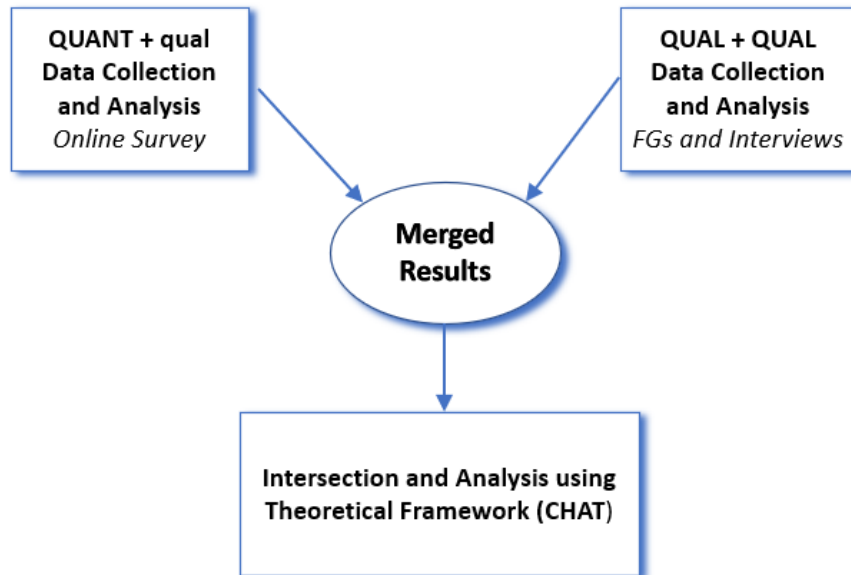 QUANT + qual
Data Collection
and Analysis
Online Survey
QUAL + QUAL
Data Collection
and Analysis
FGs and Interviews
Merged
Results
Intersection and Analysis using
Theoretical Framework (CHAT)